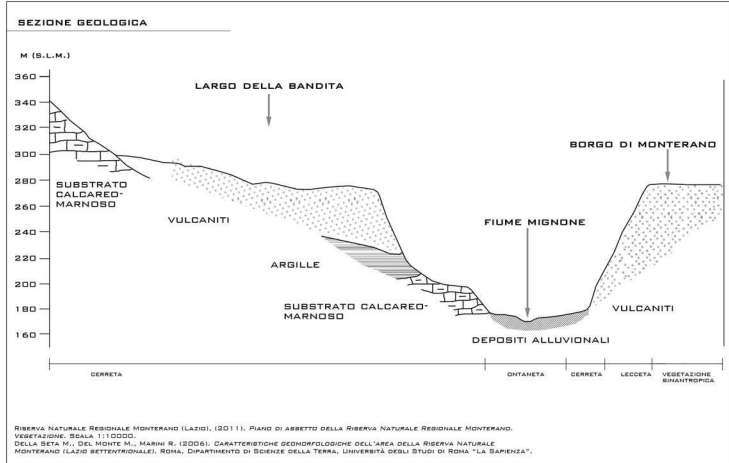 SEZIONE GEOLOGICA
M (S.L.M.)
360
340
320
300
280
260
240
220
200
180
160
LARGO DELLA BANDITA
BORGO DI MONTERANO
SUBSTRATO
CALCAREO-
MARNOSO
VULCANITI
FIUME MIGNONE
ARGILLE
SUBSTRATO CALCAREO-
MARNOSO
VULCANITI
DEPOSITI ALLUVIONALI
CERRETA
ONTANETA
CERRETA
LECCETA
VEGETAZIONE
SINANTROPICA
RISERVA NATURALE REGIONALE MONTERANO (LAZIO), (2011). PIANO DI ASSETTO DELLA RISERVA NATURALE REGIONALE MONTERANO.
VEGETAZIONE. SCALA 1:10000.
DELLA SETA M., DEL MONTE M., MARINI R. (2006). CARATTERISTICHE GEOMORFOLOGICHE DELL'AREA DELLA RISERVA NATURALE
MONTERANO (LAZIO SETTENTRIONALE). ROMA, DIPARTIMENTO DI SCIENZE DELLA TERRA, UNIVERSITÀ DEGLI STUDI DI ROMA "LA SAPIENZA".